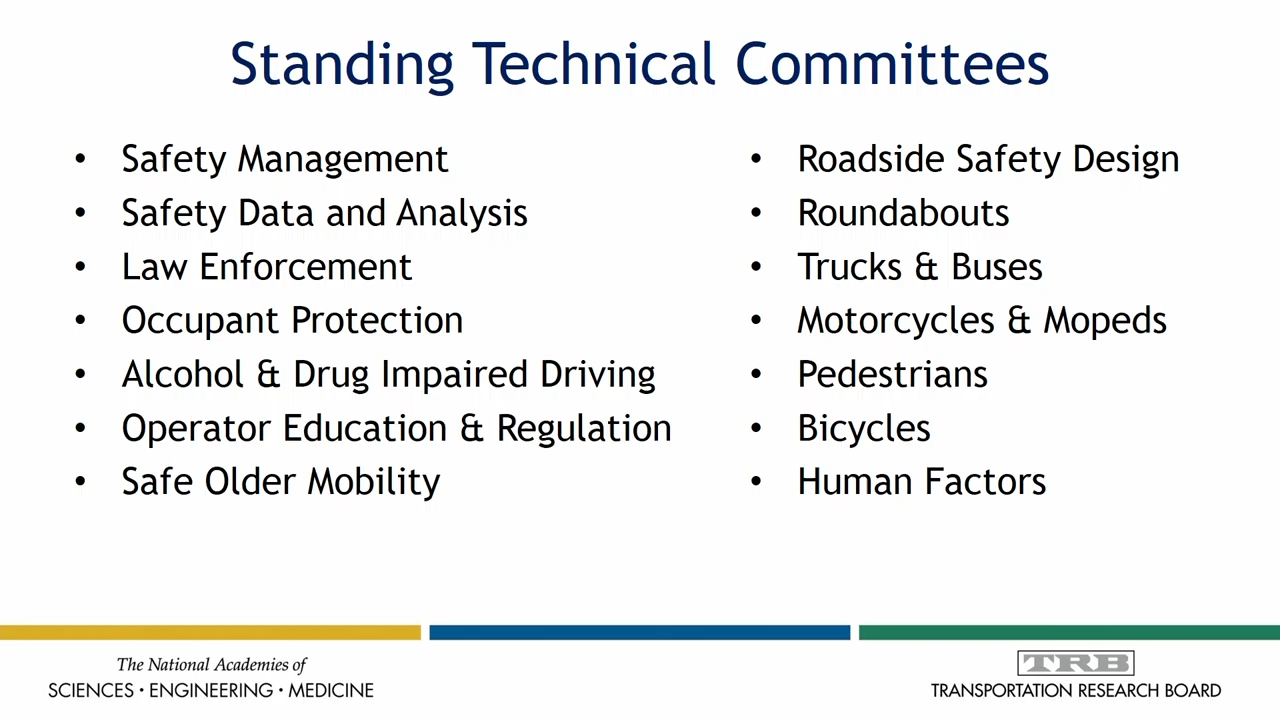 Standing Technical Committees
• Safety Management
• Safety Data and Analysis
• Law Enforcement
• Occupant Protection
• Alcohol & Drug Impaired Driving
• Operator Education & Regulation
• Safe Older Mobility
• Roadside Safety Design
• Roundabouts
• Trucks & Buses
• Motorcycles & Mopeds
• Pedestrians
• Bicycles
• Human Factors
The National Academies of
SCIENCES • ENGINEERING • MEDICINE
TRB
TRANSPORTATION RESEARCH BOARD